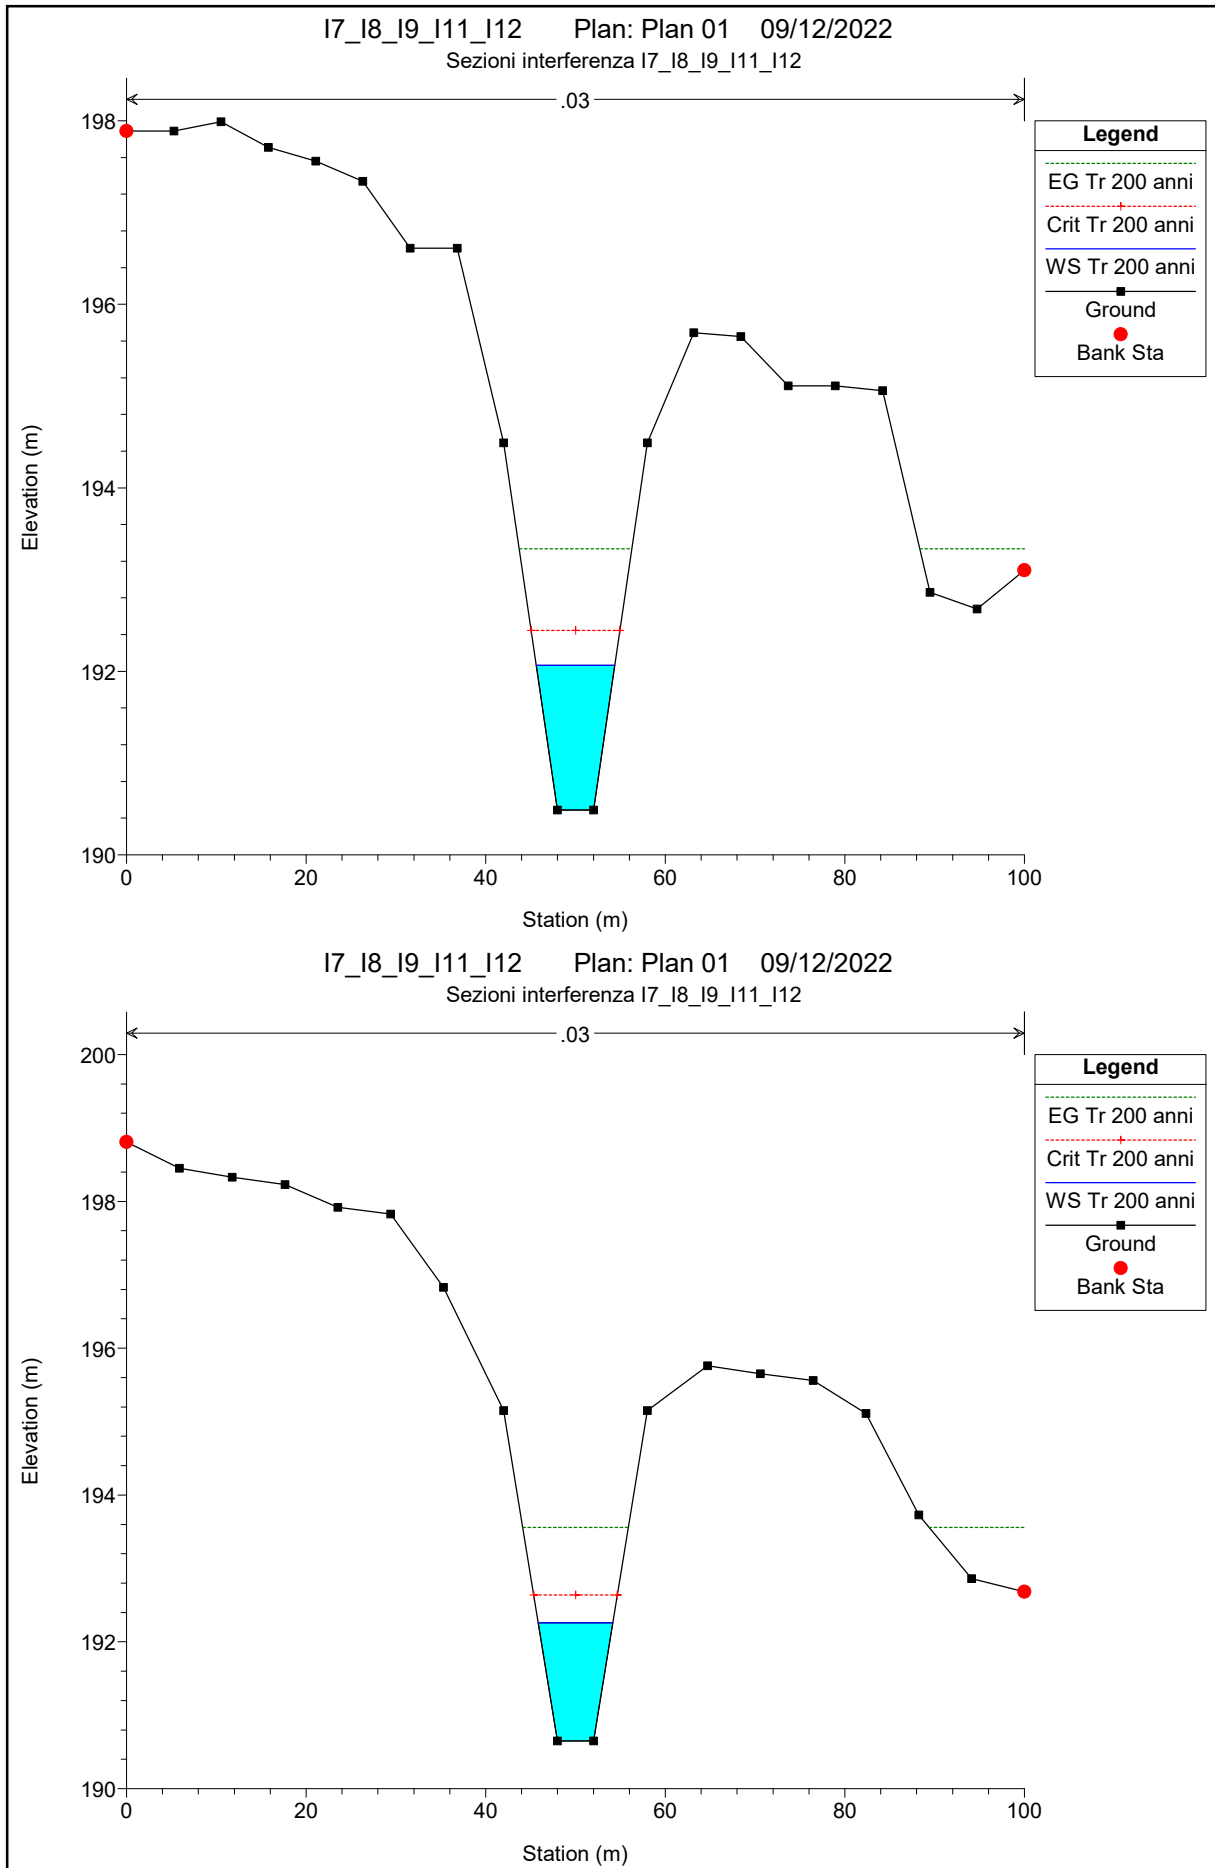 I7_I8_I9_I11_I12 Plan: Plan 01 09/12/2022
Sezioni interferenza I7_I8_I9_I11_I12
.03
198
196
194
192
190
0 20 40 60 80 100
Elevation (m)
Station (m)
Legend
EG Tr 200 anni
Crit Tr 200 anni
WS Tr 200 anni
Ground
Bank Sta
I7_I8_I9_I11_I12 Plan: Plan 01 09/12/2022
Sezioni interferenza I7_I8_I9_I11_I12
.03
200
198
196
194
192
190
0 20 40 60 80 100
Elevation (m)
Station (m)
Legend
EG Tr 200 anni
Crit Tr 200 anni
WS Tr 200 anni
Ground
Bank Sta